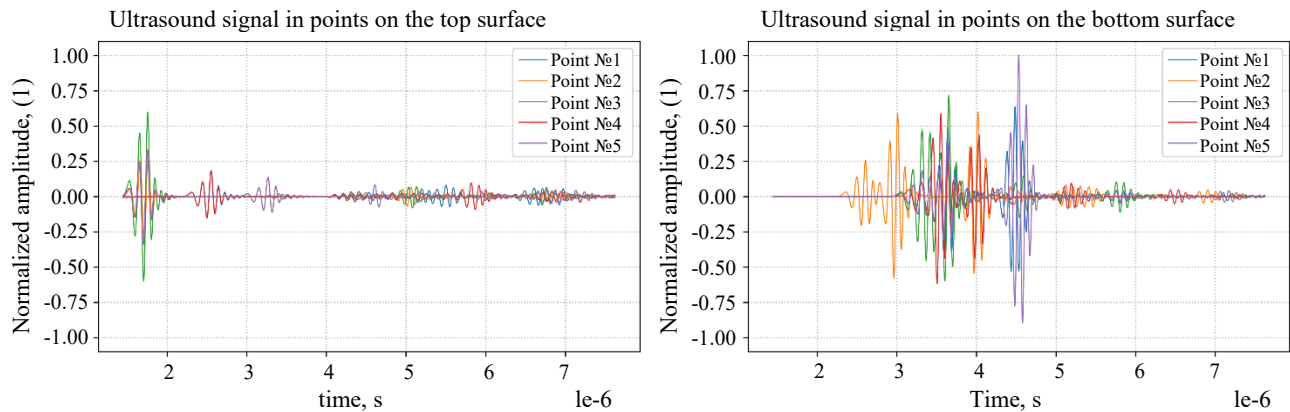 Ultrasound signal in points on the top surface
Normalized amplitude, (1)
1.00
0.75
0.50
0.25
0.00
-0.25
-0.50
-0.75
-1.00
Point №1
Point №2
Point №3
Point №4
Point №5
2 3 4 5 6 7
time, s
le-6
Ultrasound signal in points on the bottom surface
Normalized amplitude, (1)
1.00
0.75
0.50
0.25
0.00
-0.25
-0.50
-0.75
-1.00
Point №1
Point №2
Point №3
Point №4
Point №5
2 3 4 5 6 7
Time, s
le-6